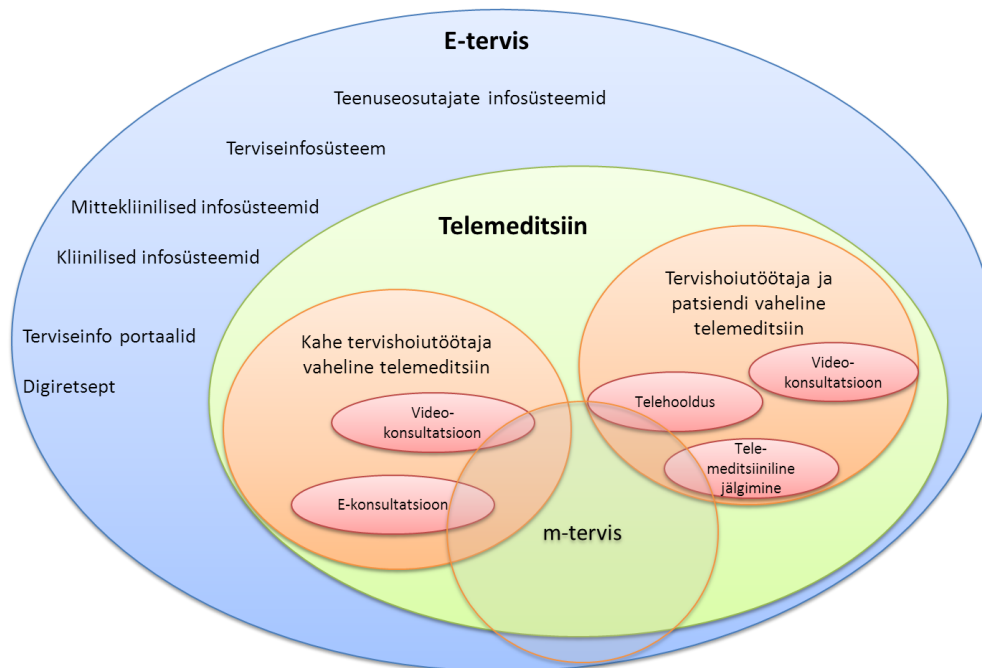 E-tervis
Teenuseosutajate infosüsteemid
Terviseinfosüsteem
Mittekliinilised infosüsteemid
Kliinilised infosüsteemid
Terviseinfo portaalid
Digiretsept
Telemeditsiin
Kahe tervishoiutöötaja
vaheline telemeditsiin
Video-
konsultatsioon
E-konsultatsioon
Tervishoiutöötaja ja
patsiendi vaheline
telemeditsiin
Video-
konsultatsioon
Telehooldus
Tele-
meditsiiniline
jälgimine
m-tervis